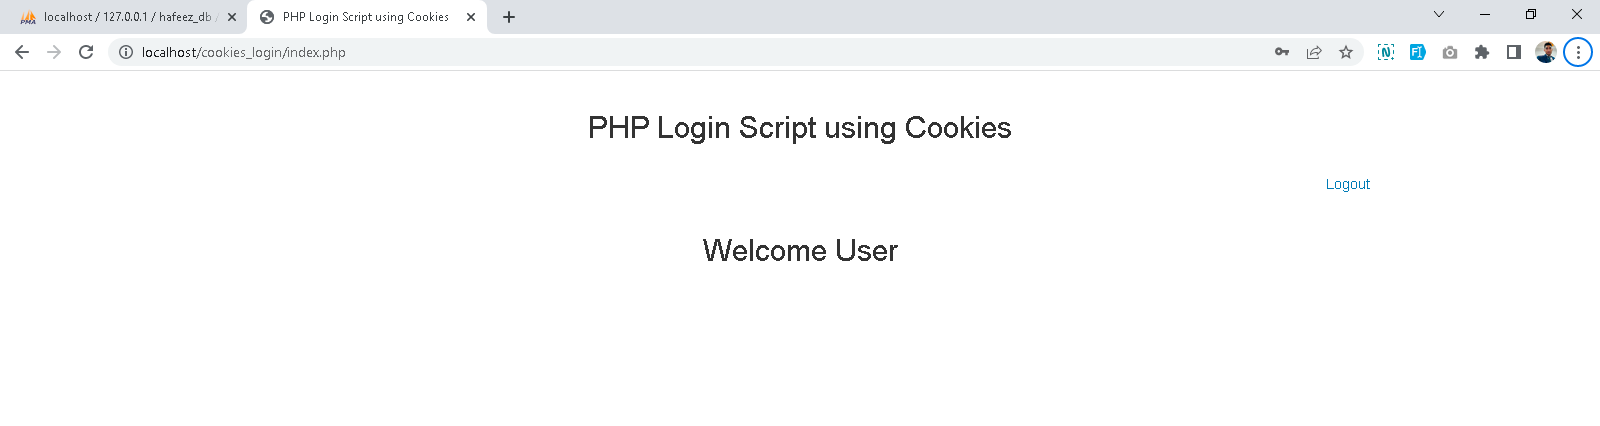 PMA localhost / 127.0.0.1 / hafeez_db /
PHP Login Script using Cookies
localhost/cookies_login/index.php
PHP Login Script using Cookies
Logout
Welcome User